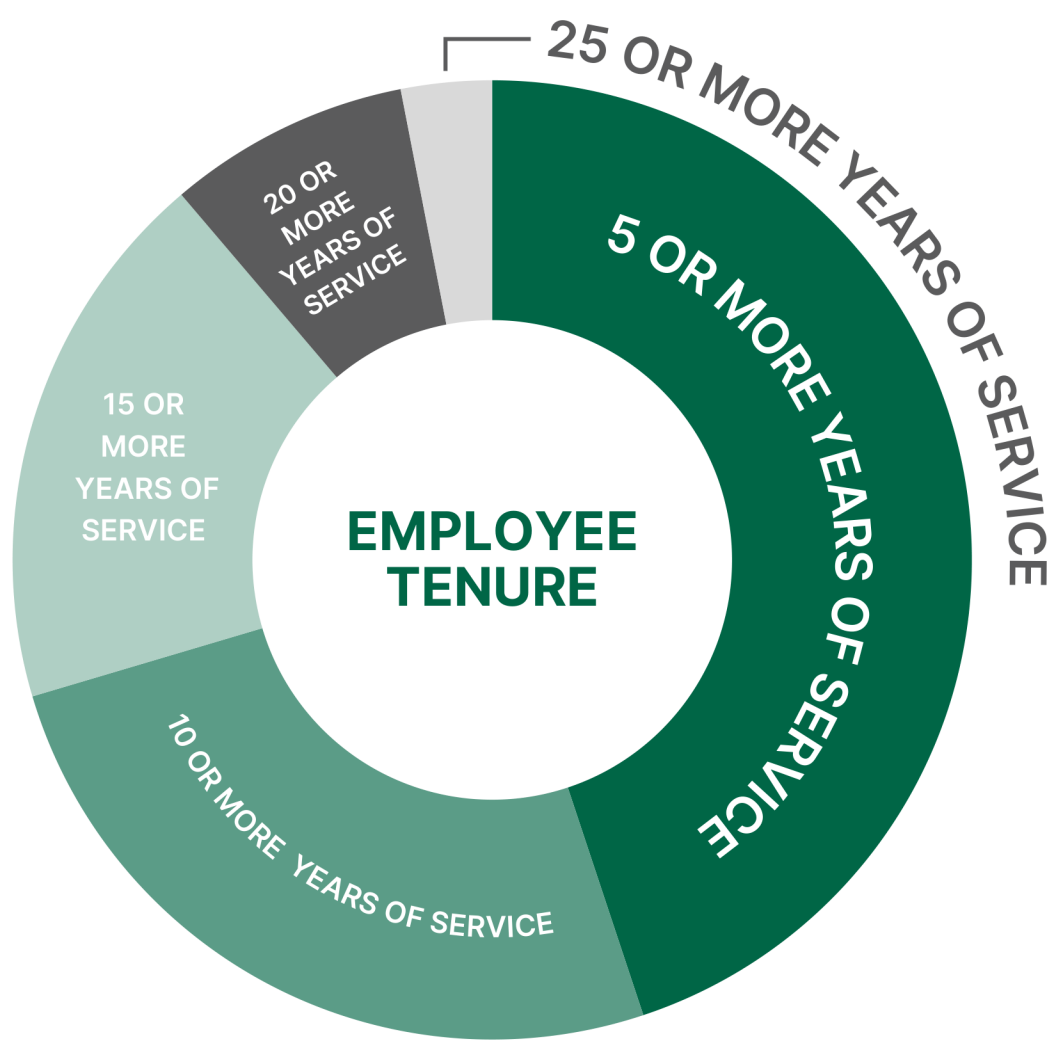 25 OR MORE YEARS OF SERVICE
5 OR MORE YEARS OF SERVICE
20 OR
MORE
YEARS OF
SERVICE
15 OR
MORE
YEARS OF
SERVICE
EMPLOYEE
TENURE
10 OR MORE YEARS OF SERVICE